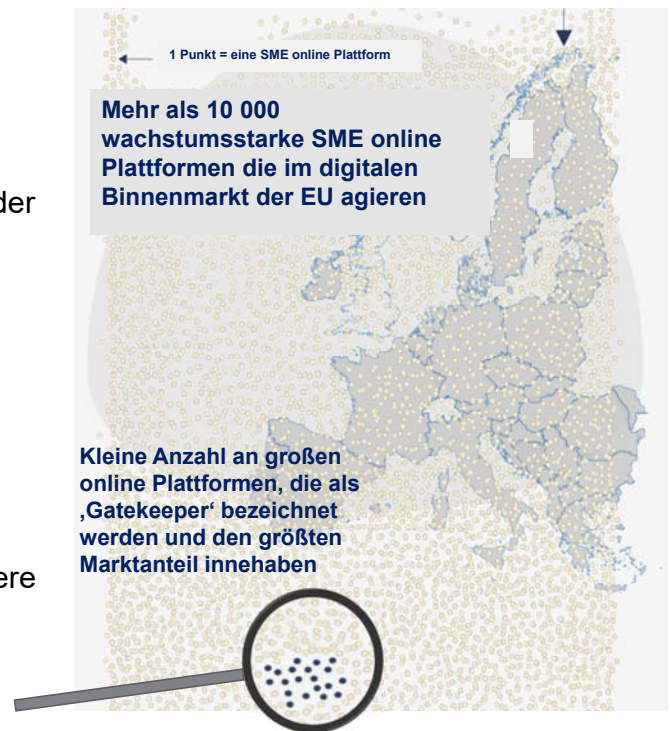 1 Punkt = eine SME online Plattform
Mehr als 10 000
wachstumsstarke SME online
Plattformen die im digitalen
Binnenmarkt der EU agieren
der
Kleine Anzahl an großen
online Plattformen, die als
‚Gatekeeper‘ bezeichnet
werden und den größten
Marktanteil innehaben
ere